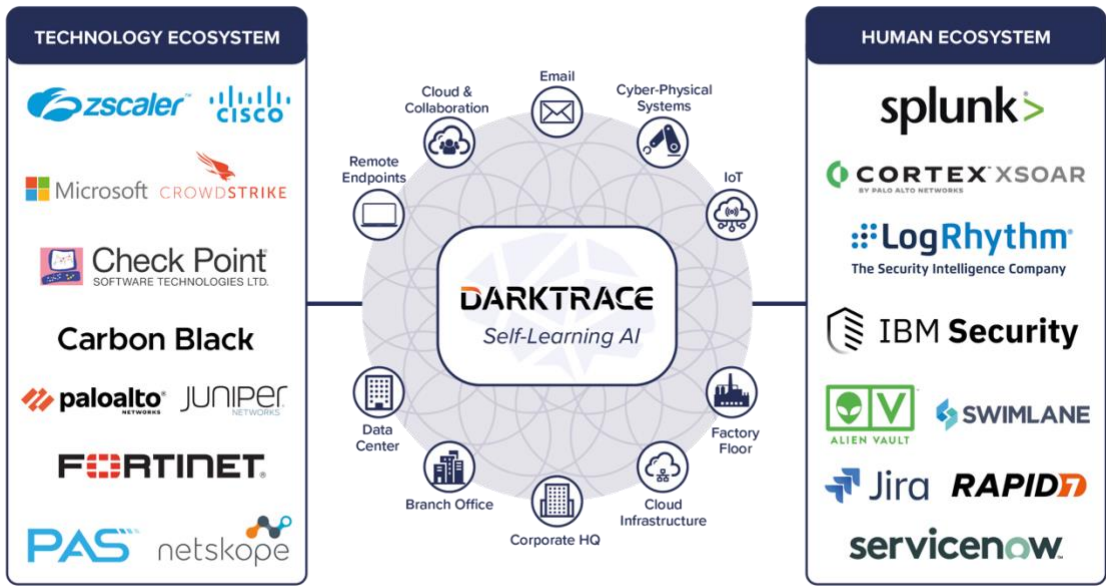 TECHNOLOGY ECOSYSTEM
zscaler™
CISCO
Microsoft
CROWDSTRIKE
Check Point®
SOFTWARE TECHNOLOGIES LTD.
Carbon Black
paloalto®
NETWORKS
JUNIPER
NETWORKS
FORTINET®
PAS
netskope
Email
Cloud &
Collaboration
Cyber-Physical
Systems
Remote
Endpoints
IoT
DARKTRACE
Self-Learning AI
Data
Center
Factory
Floor
Branch Office
Cloud
Infrastructure
Corporate HQ
HUMAN ECOSYSTEM
splunk>
CORTEX™ XSOAR
BY PALO ALTO NETWORKS
LogRhythm®
The Security Intelligence Company
IBM Security
V
ALIEN VAULT
SWIMLANE
Jira
RAPID7
servicenow™